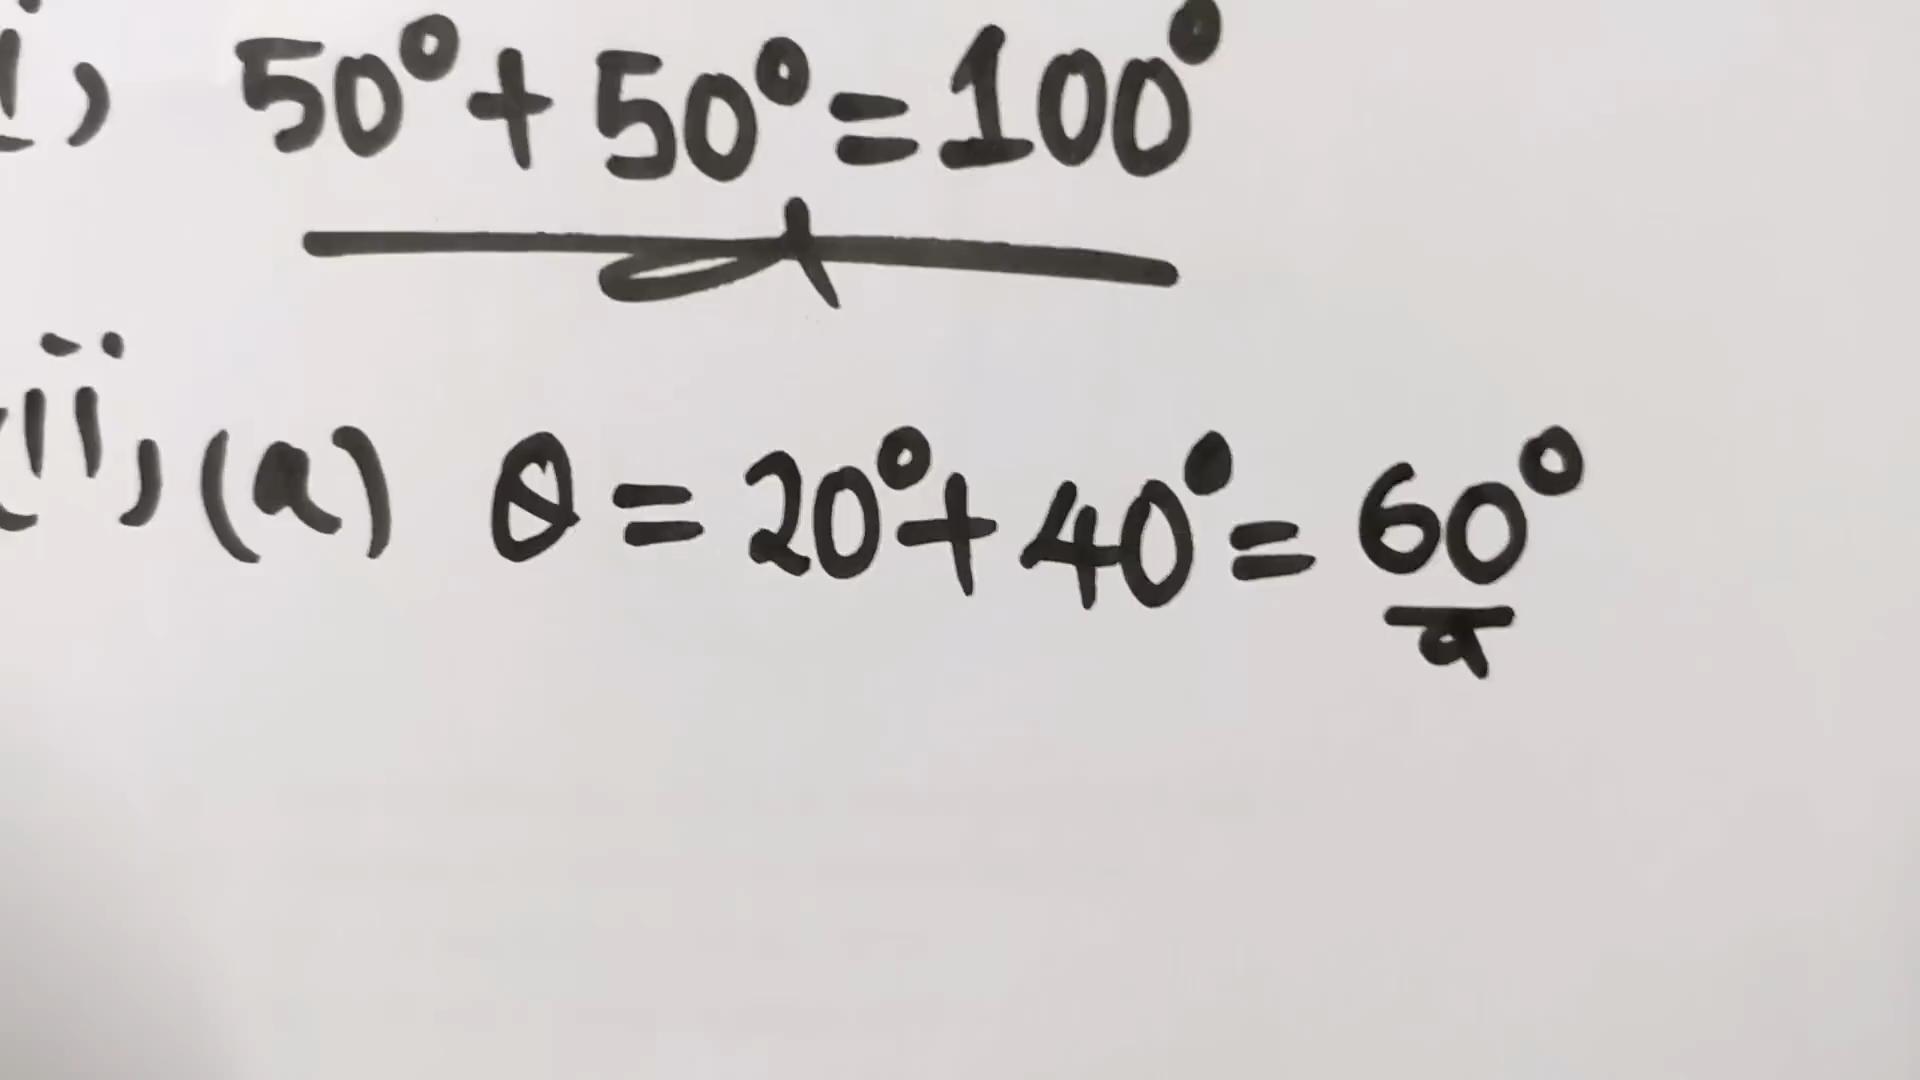 i) 50° + 50° = 100°
ii) (a) θ = 20° + 40° = 60°